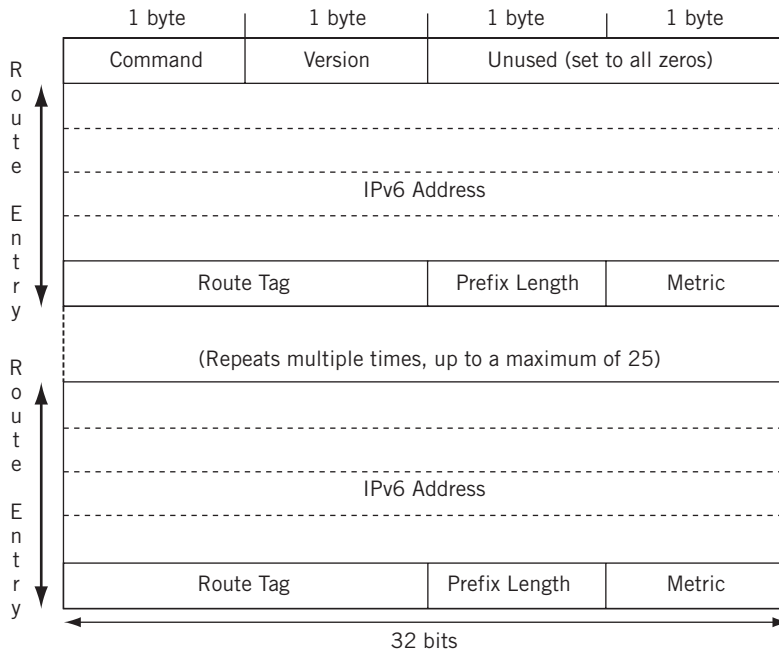 1 byte 1 byte 1 byte 1 byte
Command Version Unused (set to all zeros)
Route Entry
IPv6 Address
Route Tag Prefix Length Metric
(Repeats multiple times, up to a maximum of 25)
Route Entry
IPv6 Address
Route Tag Prefix Length Metric
32 bits